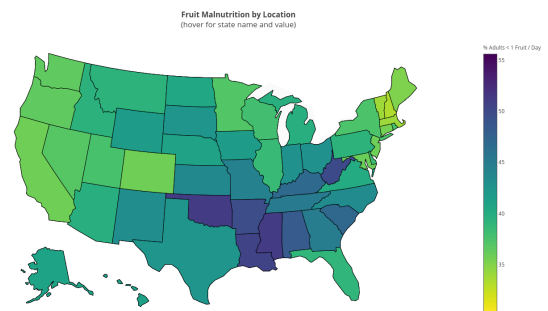 Fruit Malnutrition by Location
(hover for state name and value)
% Adults < 1 Fruit / Day
55
50
45
40
35